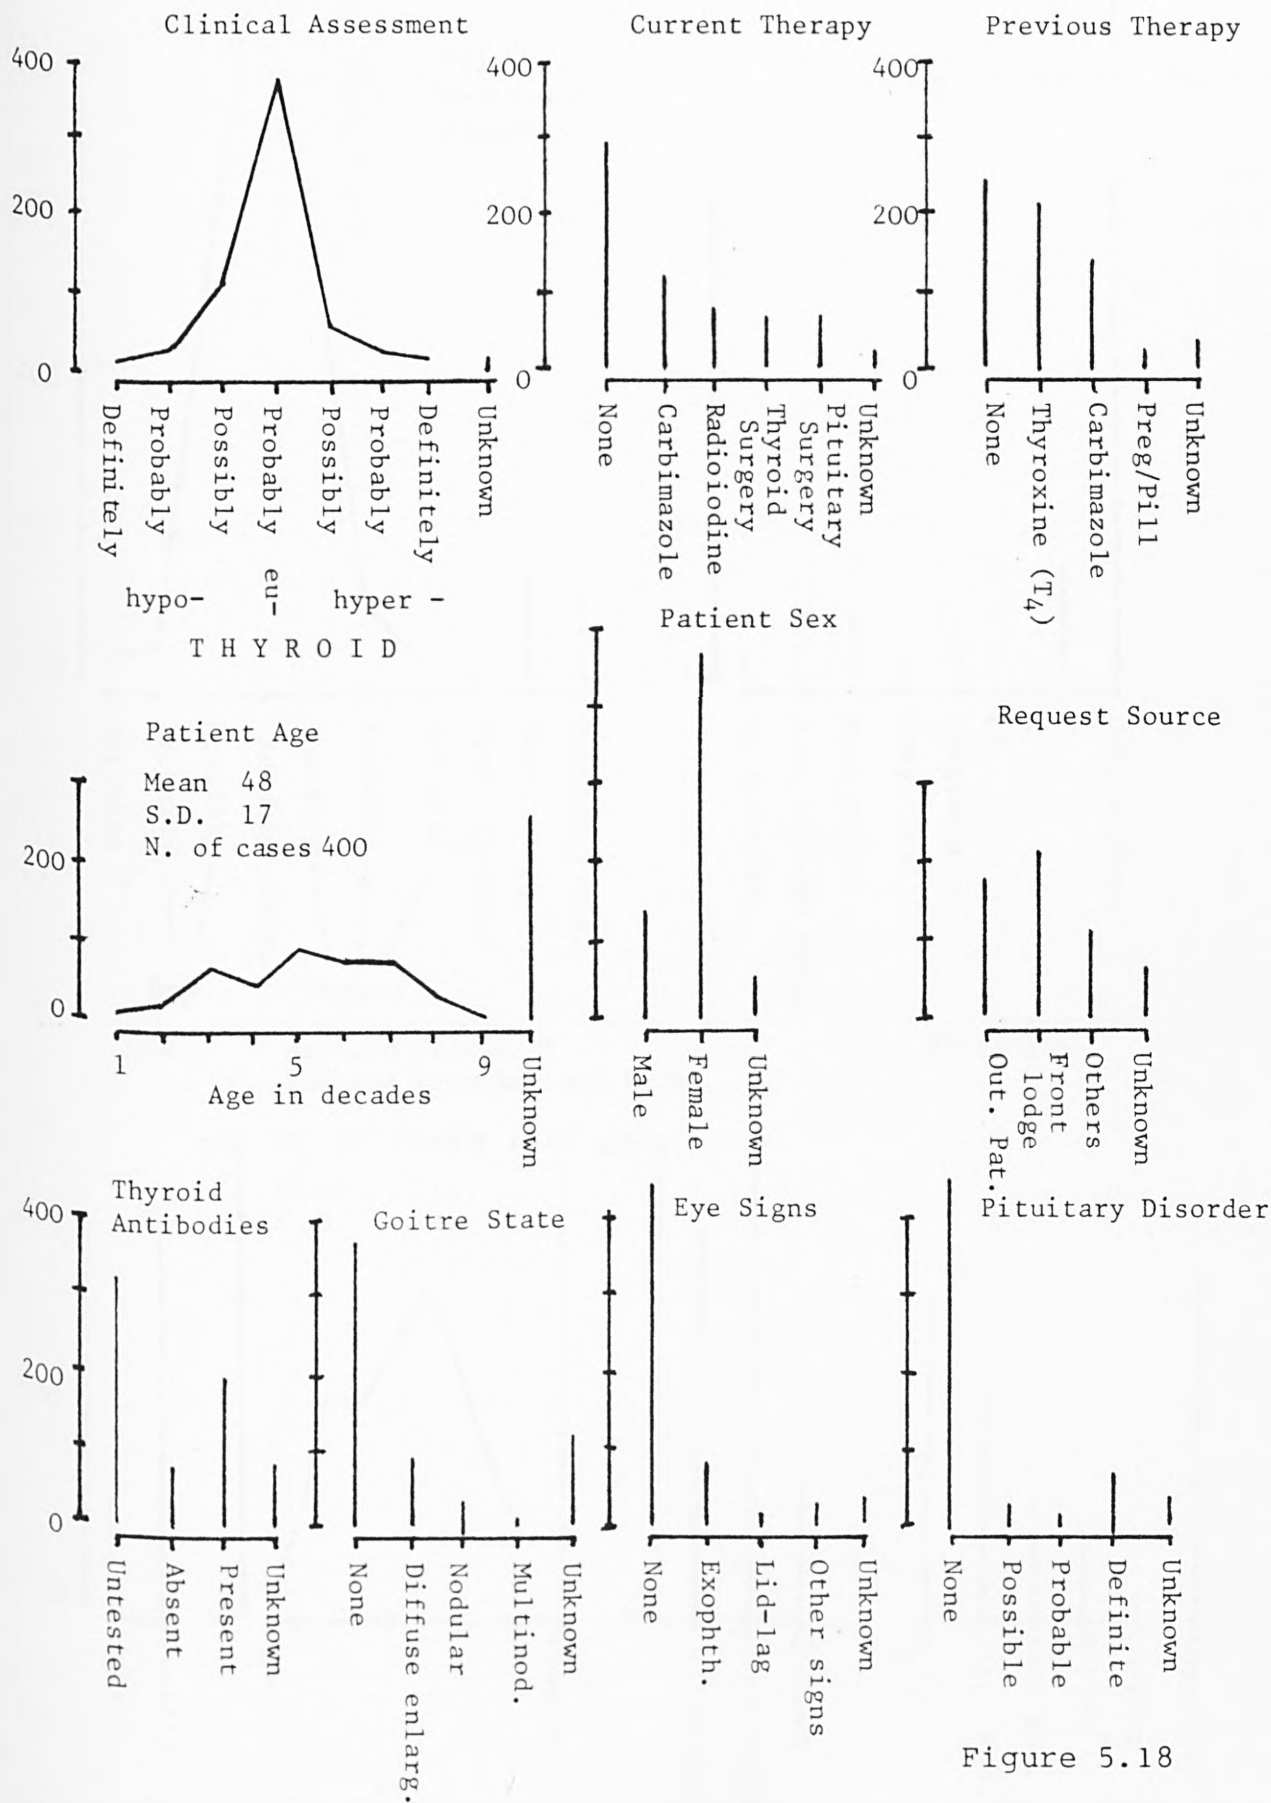 Clinical Assessment
400
200
0
Definitely
Probably
Possibly
Probably
Possibly
Probably
Definitely
Unknown
hypo-
eu-
hyper -
THYROID
Current Therapy
400
200
0
None
Carbimazole
Radioiodine
Thyroid
Surgery
Pituitary
Surgery
Unknown
Previous Therapy
400
200
0
None
Thyroxine (T4)
Carbimazole
Preg/Pill
Unknown
Patient Age
Mean 48
S.D. 17
N. of cases 400
200
0
1
5
9
Unknown
Age in decades
Patient Sex
Male
Female
Unknown
Request Source
Out. Pat.
Front
lodge
Others
Unknown
Thyroid
Antibodies
400
200
0
Untested
Absent
Present
Unknown
Goitre State
None
Diffuse enlarg.
Nodular
Multinod.
Unknown
Eye Signs
None
Exophth.
Lid-lag
Other signs
Unknown
Pituitary Disorder
None
Possible
Probable
Definite
Unknown
Figure 5.18